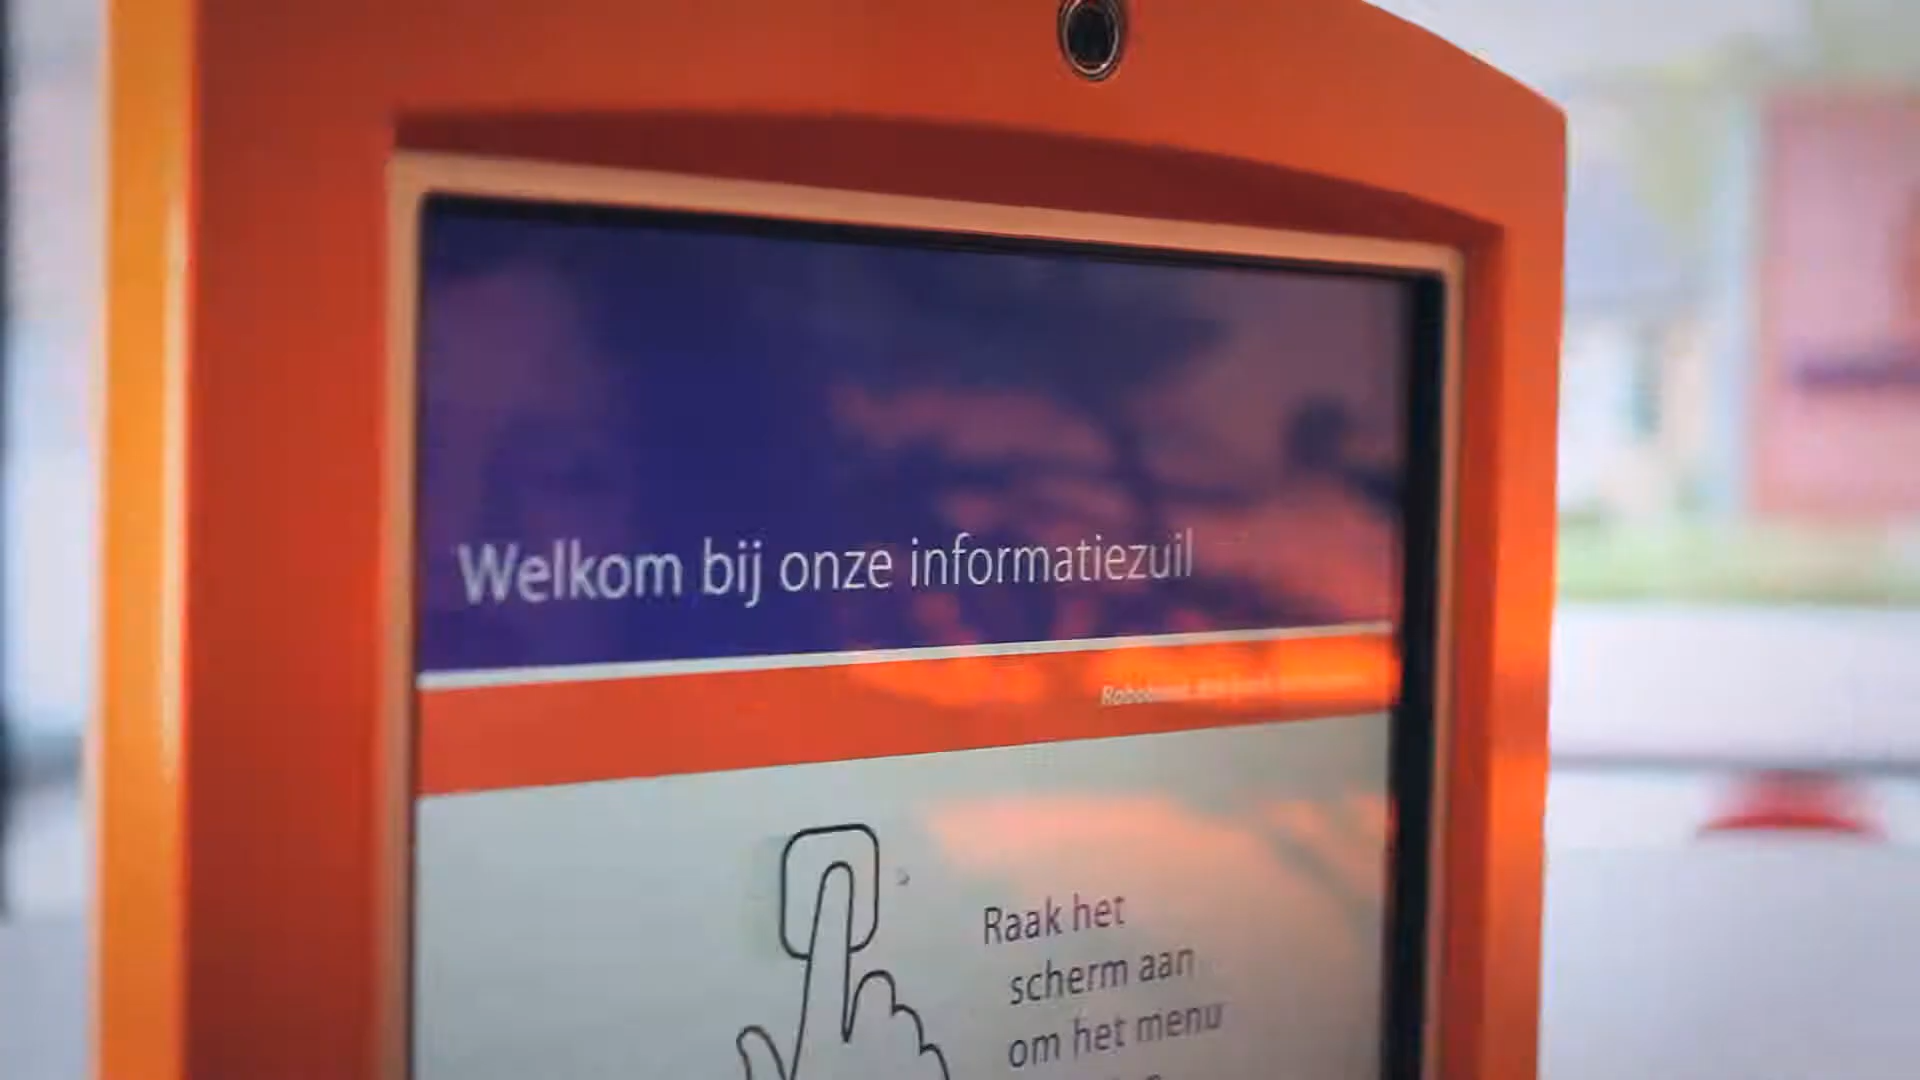 Welkom bij onze informatiezuil
Raak het
scherm aan
om het menu